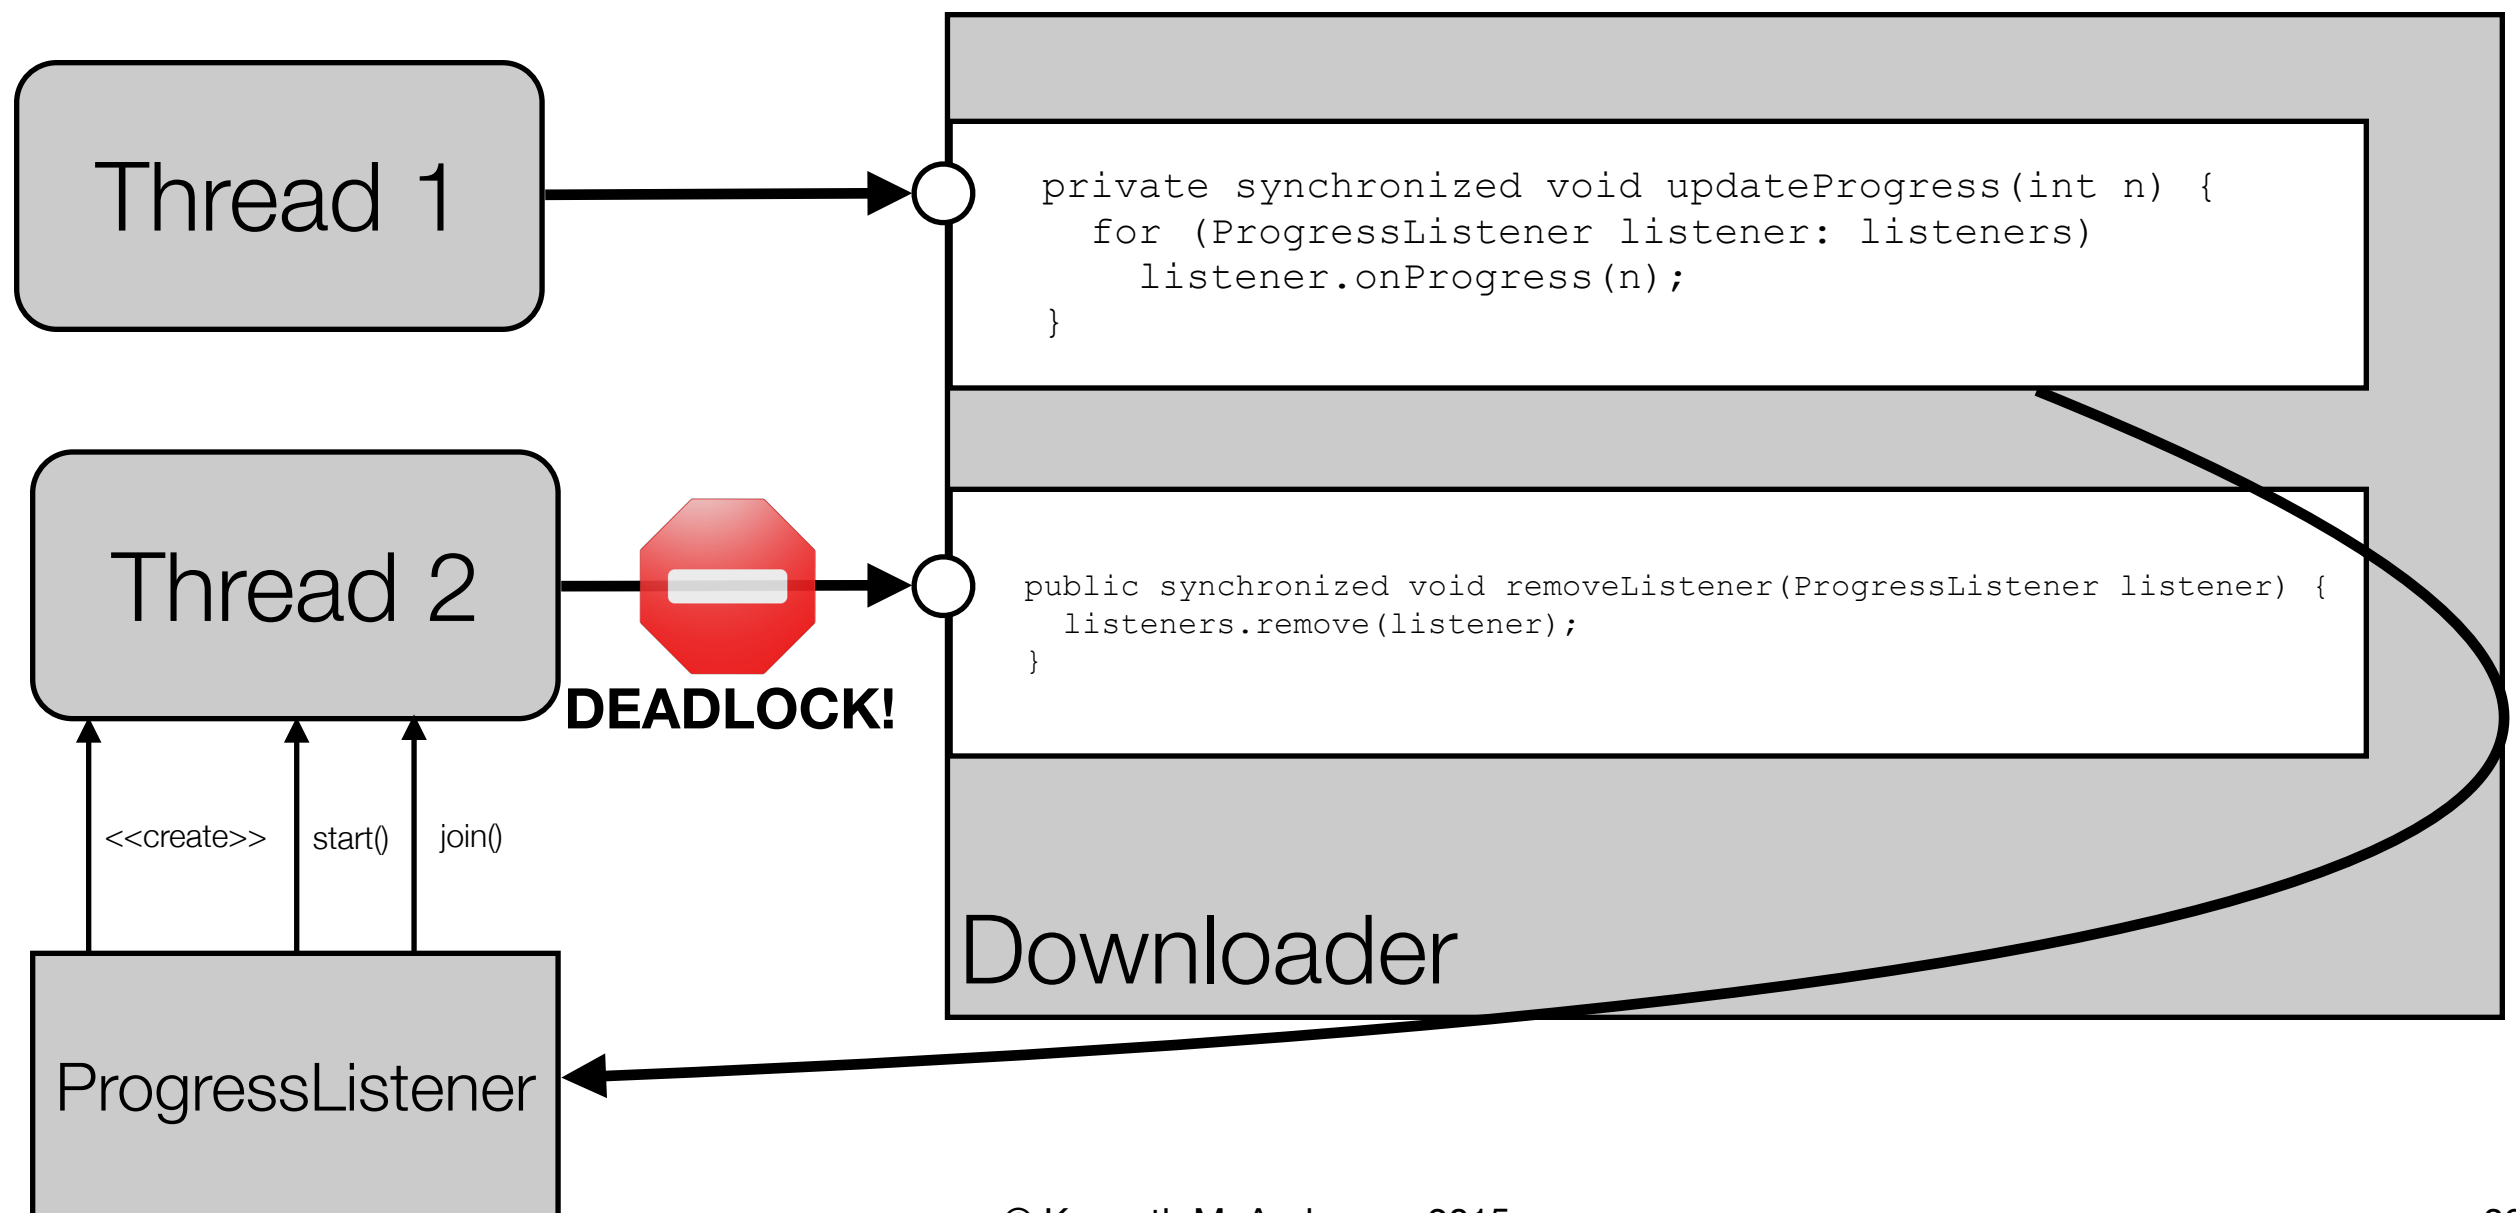 Thread 1
private synchronized void updateProgress(int n) {
for (ProgressListener listener: listeners)
listener.onProgress(n);
}
Thread 2
DEADLOCK!
public synchronized void removeListener(ProgressListener listener) {
listeners.remove(listener);
}
<<create>>
start()
join()
Downloader
ProgressListener